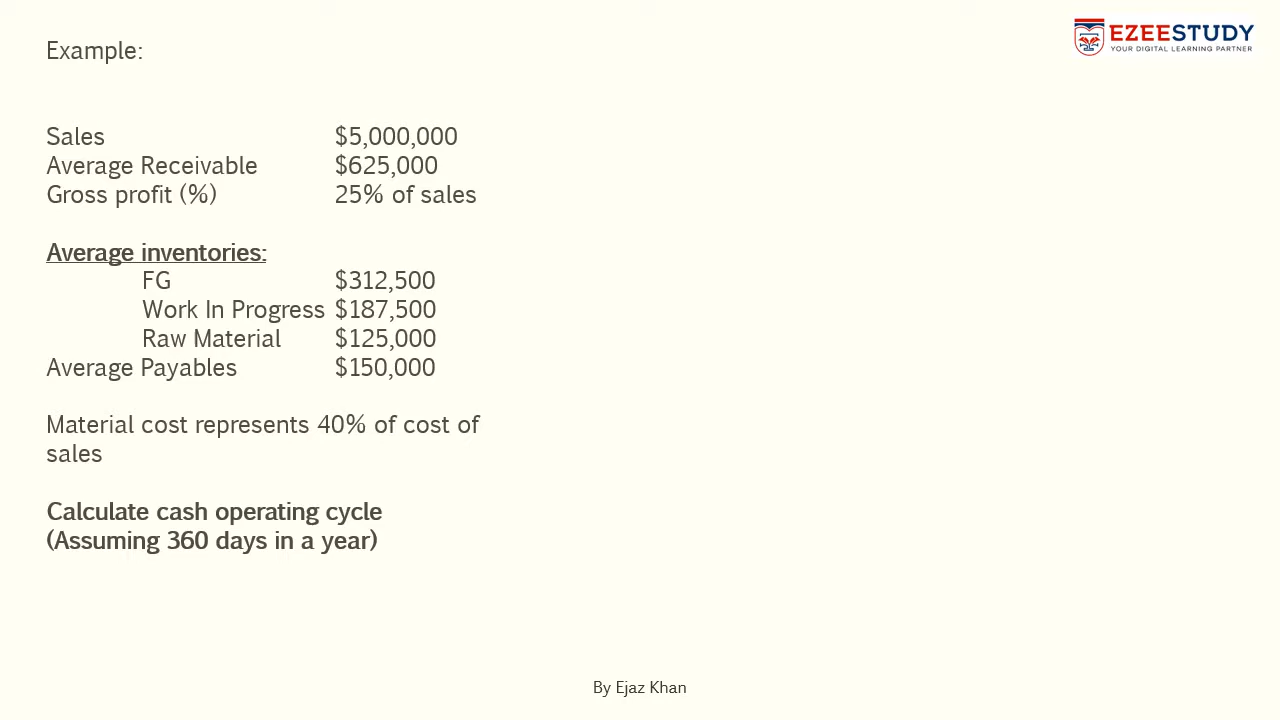 EZEESTUDY
YOUR DIGITAL LEARNING PARTNER
Example:
Sales $5,000,000
Average Receivable $625,000
Gross profit (%) 25% of sales
Average inventories:
FG $312,500
Work In Progress $187,500
Raw Material $125,000
Average Payables $150,000
Material cost represents 40% of cost of
sales
Calculate cash operating cycle
(Assuming 360 days in a year)
By Ejaz Khan